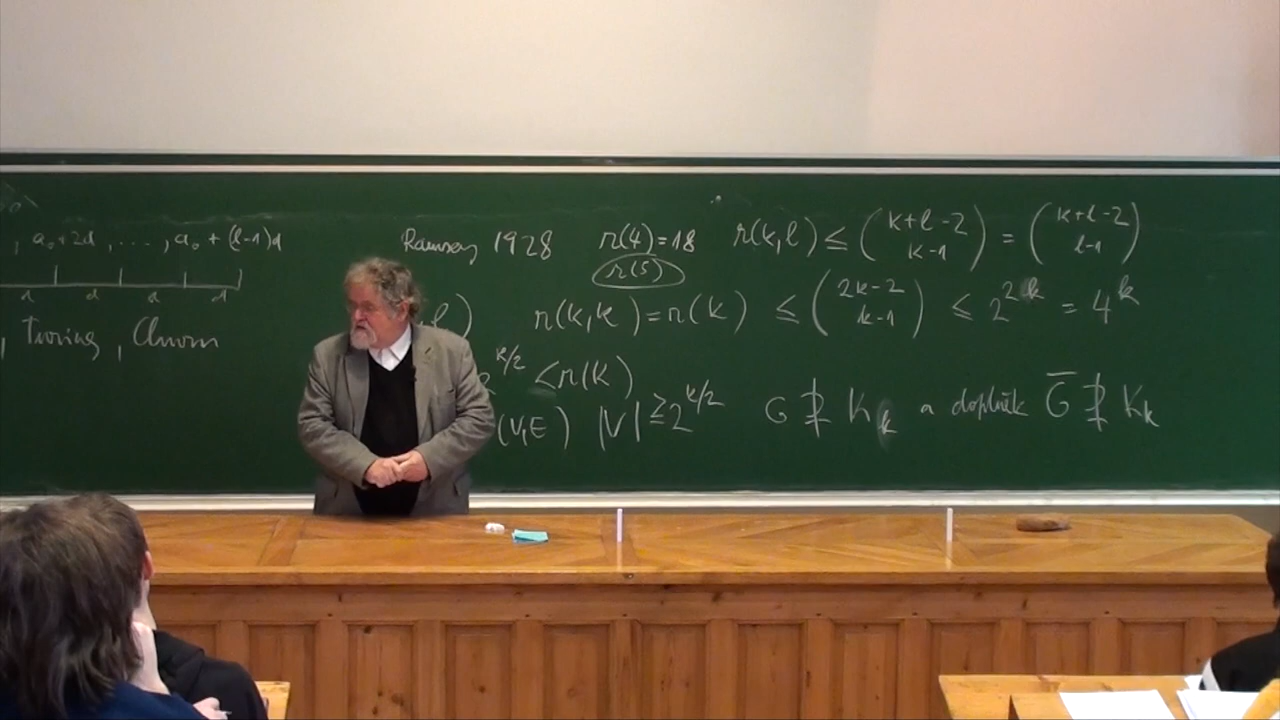 , a₀+2d, ..., a₀ + (l-1)d
d d d d
, Turing, Church
Ramsey 1928
r(4)=18
r(5)
r(k,l) ≤ (k+l-2 k-1) = (k+l-2 l-1)
l)
r(k,k)=r(k) ≤ (2k-2 k-1) ≤ 2^2k = 4^k
2^k/2 < r(k)
(V,E) |V| ≥ 2^k/2 G ⊉ K_k a doplněk G̅ ⊉ K_k